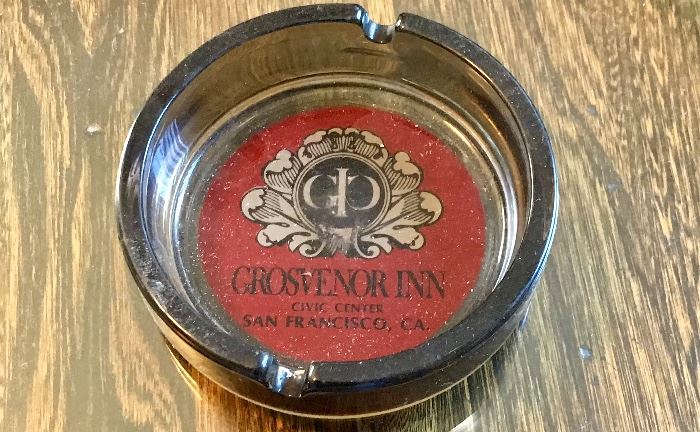 GROSVENOR INN
CIVIC CENTER
SAN FRANCISCO, CA.